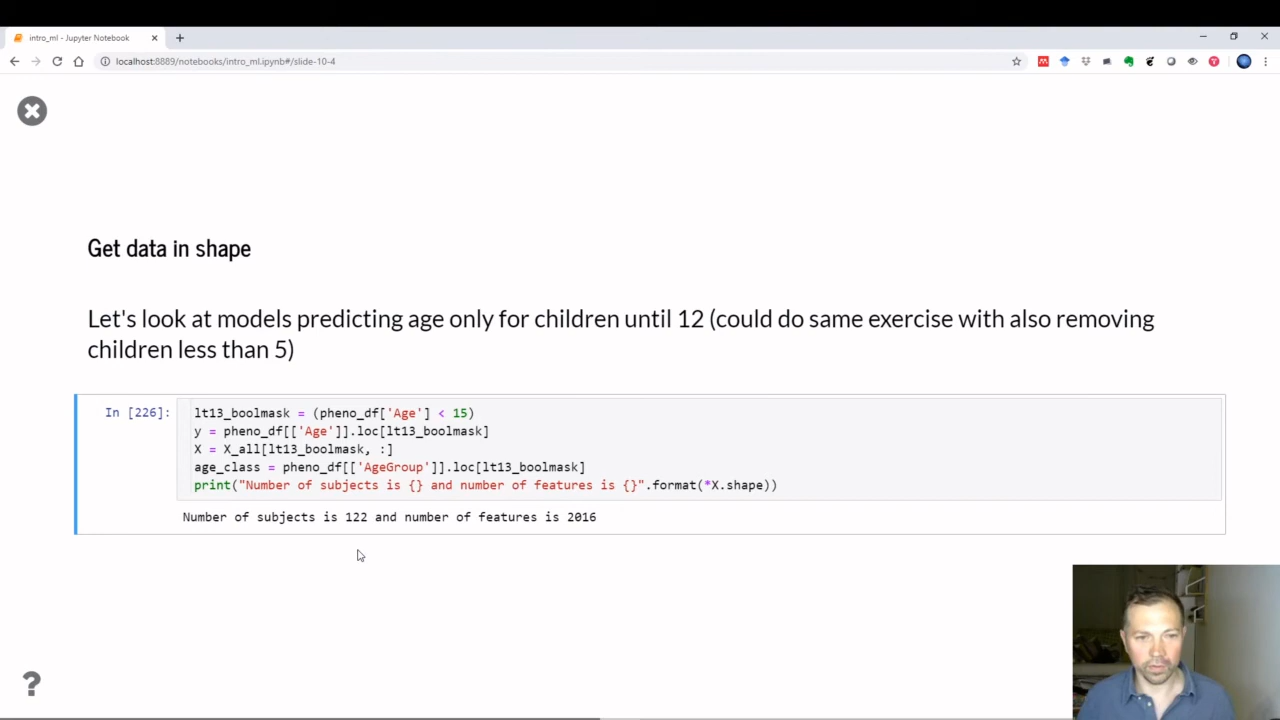 intro_ml - Jupyter Notebook
localhost:8889/notebooks/intro_ml.ipynb#/slide-10-4
Get data in shape
Let's look at models predicting age only for children until 12 (could do same exercise with also removing
children less than 5)
In [226]:
lt13_boolmask = (pheno_df['Age'] < 15)
y = pheno_df[['Age']].loc[lt13_boolmask]
X = X_all[lt13_boolmask, :]
age_class = pheno_df[['AgeGroup']].loc[lt13_boolmask]
print("Number of subjects is {} and number of features is {}".format(*X.shape))
Number of subjects is 122 and number of features is 2016
?